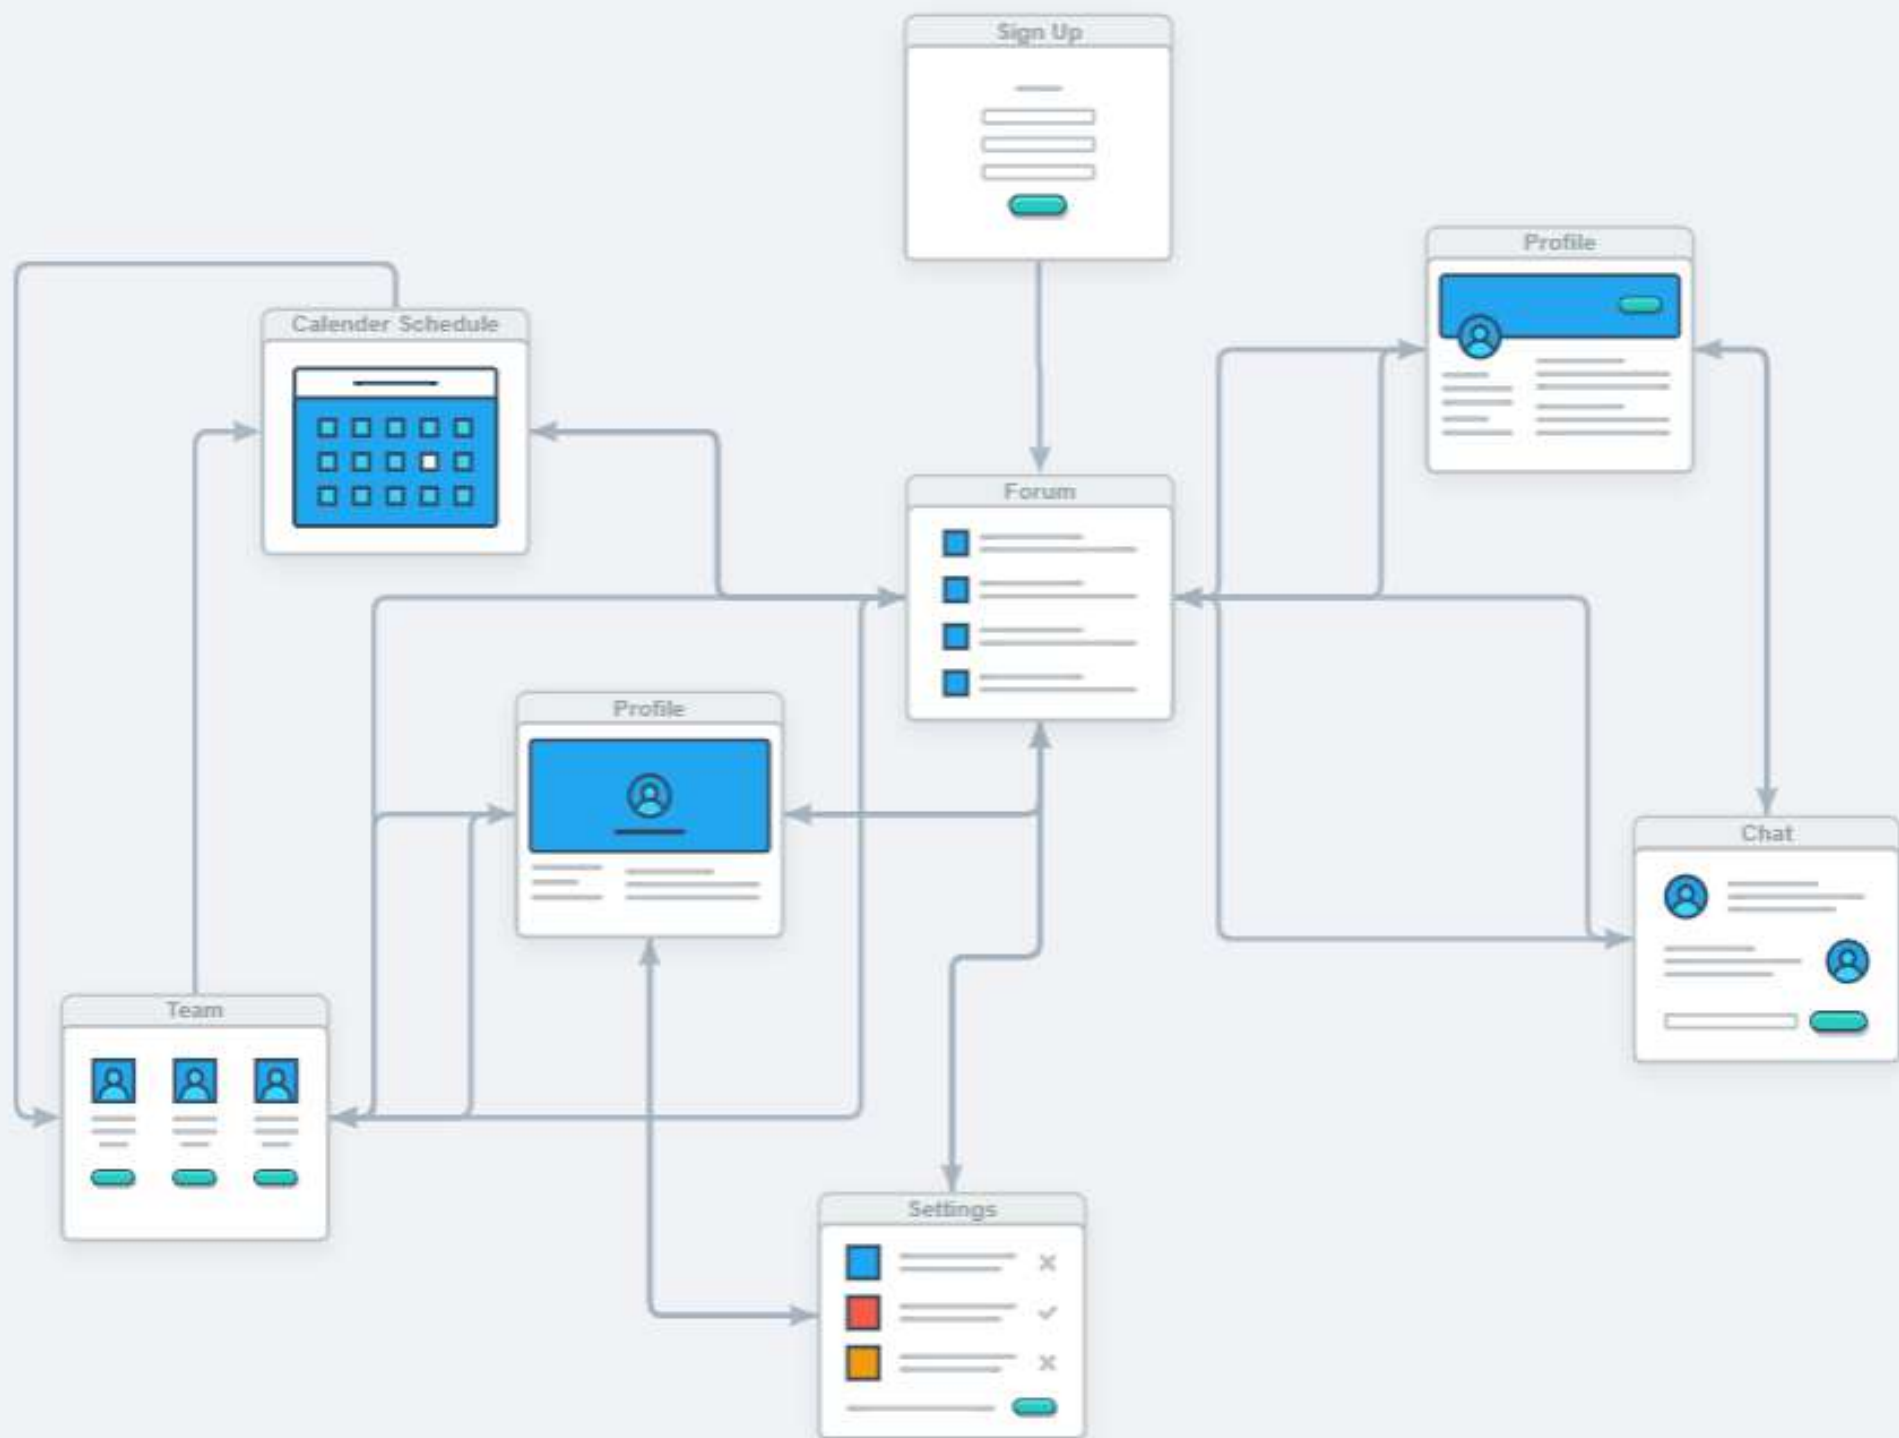 Sign Up
Profile
Calender Schedule
Forum
Profile
Chat
Team
Settings